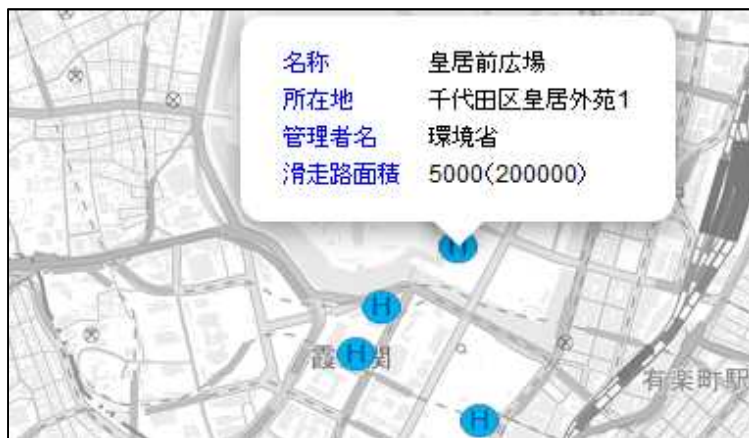 名称 皇居前広場
所在地 千代田区皇居外苑1
管理者名 環境省
滑走路面積 5000(200000)
H
H
霞 H 関
有楽町駅
H